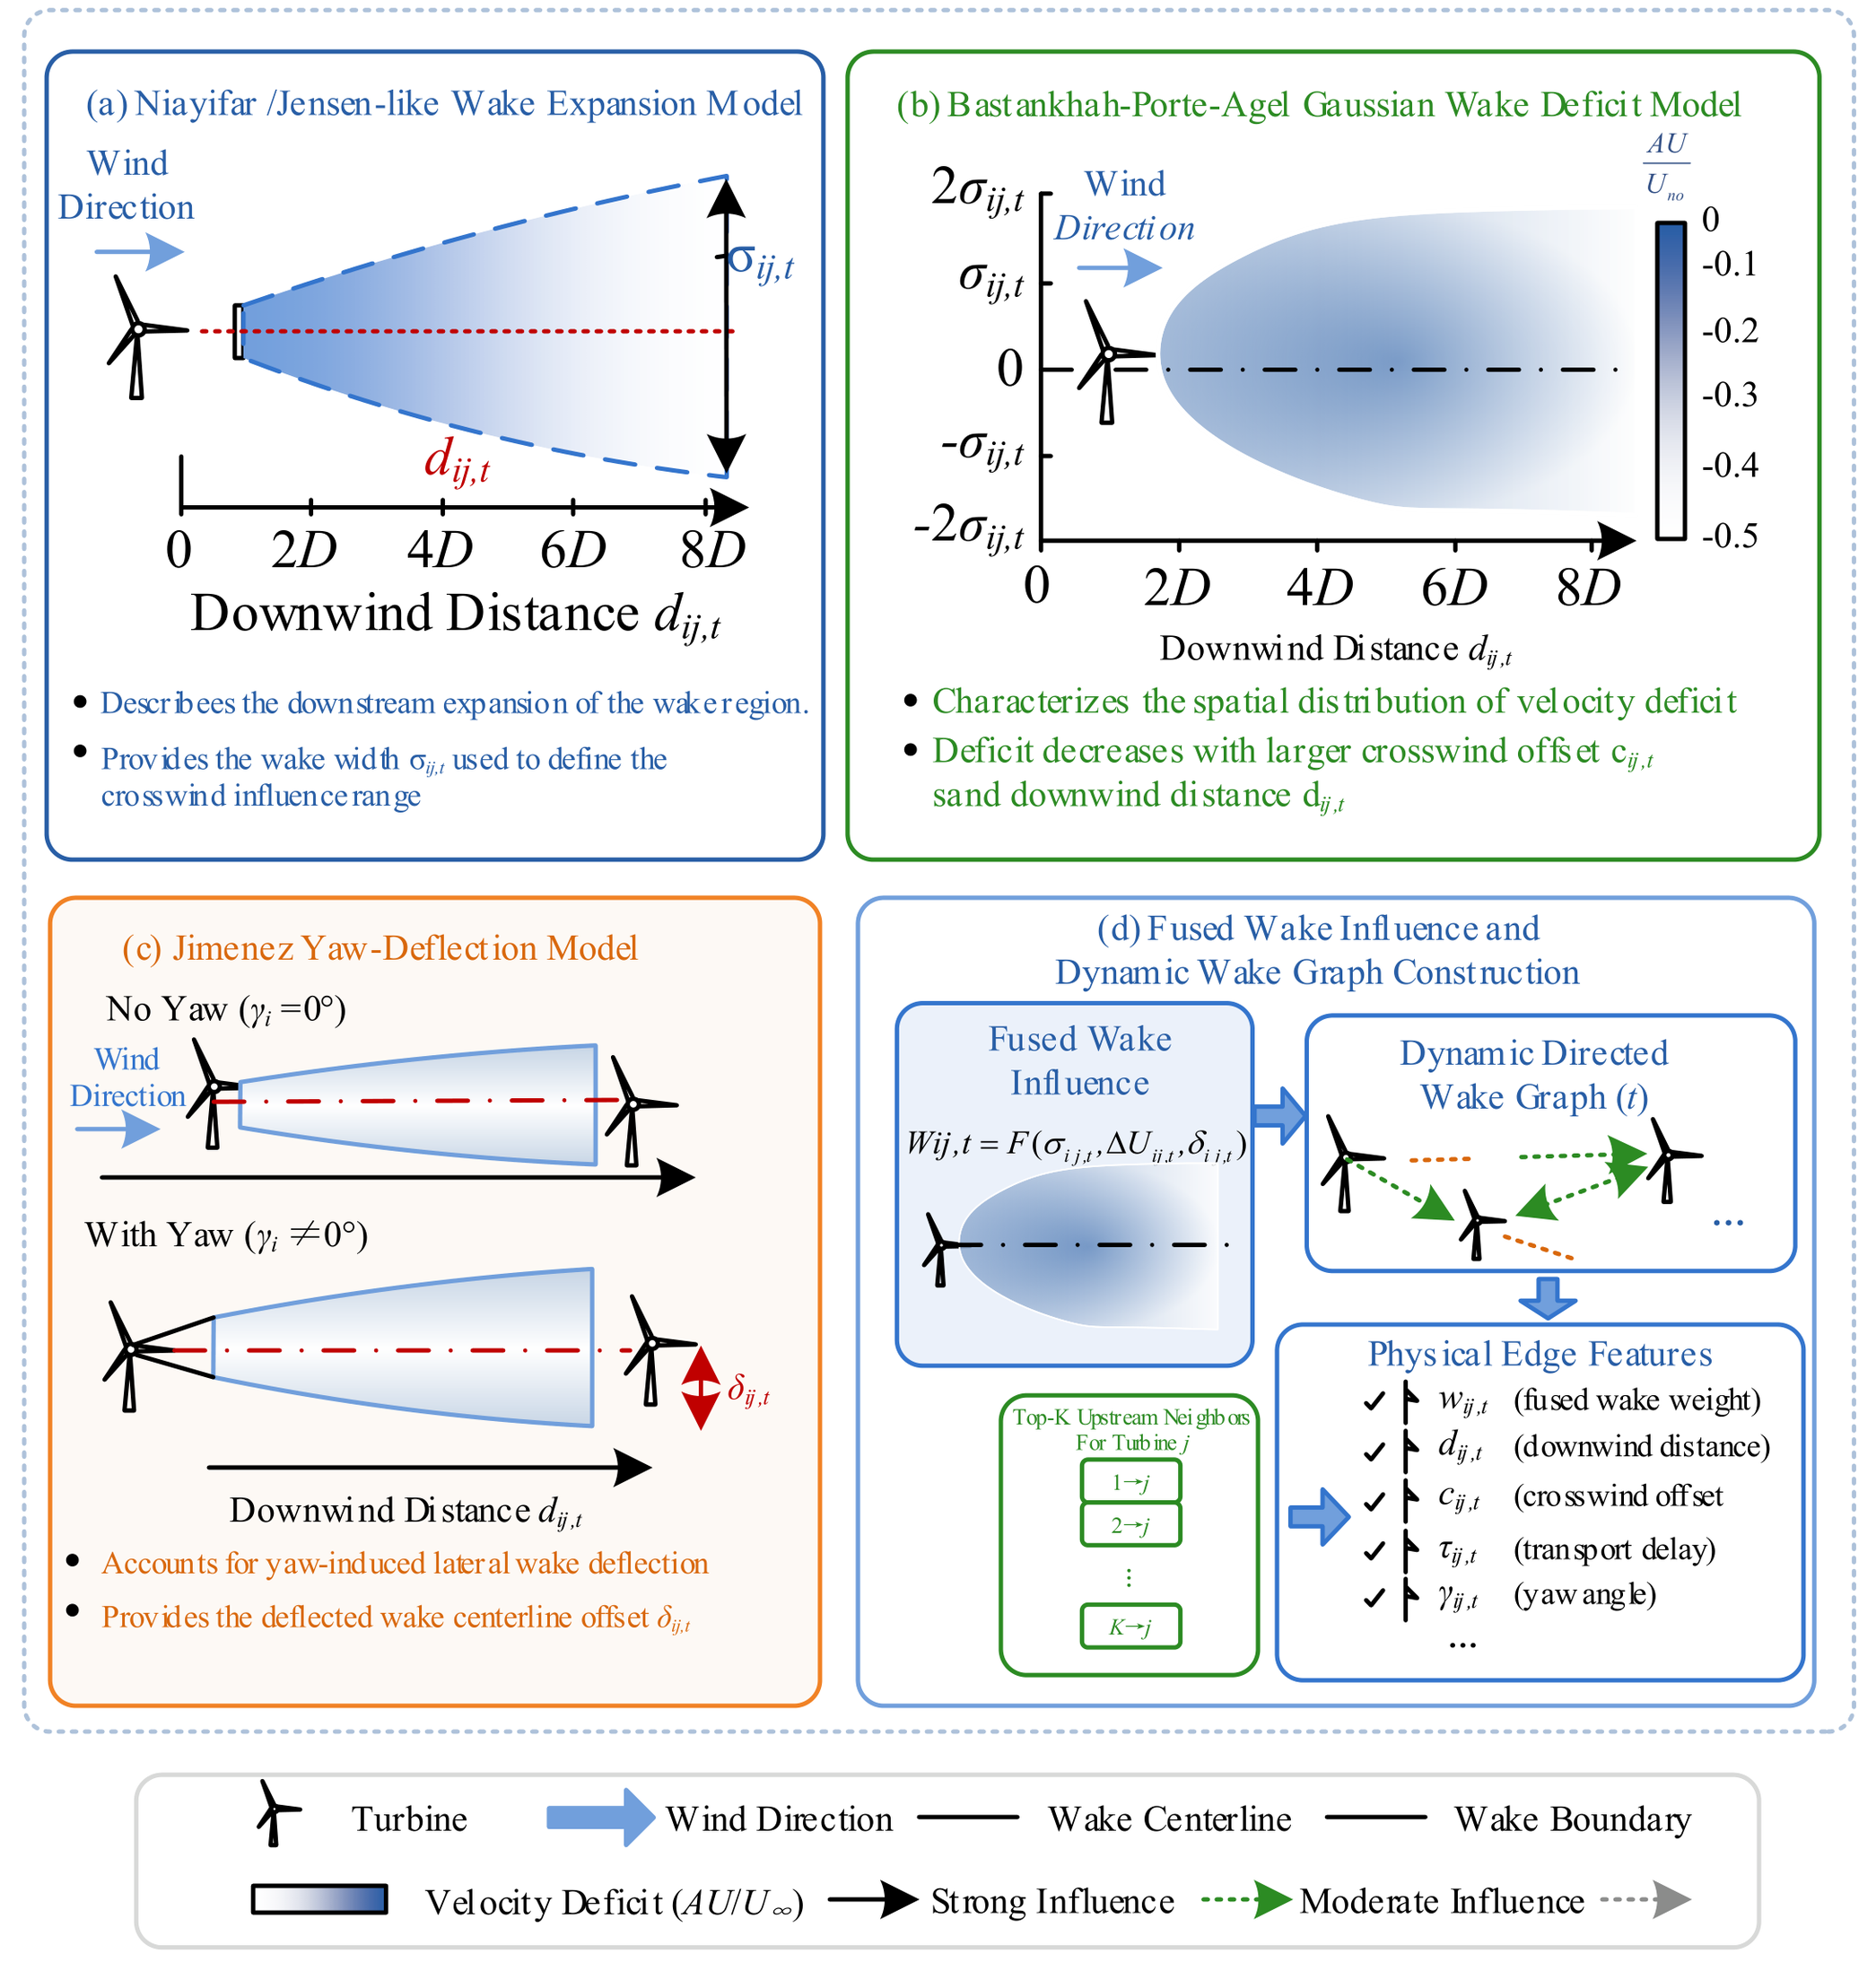 (a) Niayifar /Jensen-like Wake Expansion Model
Wind
Direction
σij,t
dij,t
0 2D 4D 6D 8D
Downwind Distance dij,t
• Describees the downstream expansion of the wake region.
• Provides the wake width σij,t used to define the
crosswind influence range
(b) Bastankhah-Porte-Agel Gaussian Wake Deficit Model
AU
Uno
Wind
Direction
2σij,t
σij,t
0
-σij,t
-2σij,t
0
-0.1
-0.2
-0.3
-0.4
-0.5
0 2D 4D 6D 8D
Downwind Distance dij,t
• Characterizes the spatial distribution of velocity deficit
• Deficit decreases with larger crosswind offset cij,t
sand downwind distance dij,t
(c) Jimenez Yaw-Deflection Model
No Yaw (γi =0°)
Wind
Direction
With Yaw (γi ≠0°)
δij,t
Downwind Distance dij,t
• Accounts for yaw-induced lateral wake deflection
• Provides the deflected wake centerline offset δij,t
(d) Fused Wake Influence and
Dynamic Wake Graph Construction
Fused Wake
Influence
Wij,t = F(σij,t,ΔUij,t,δij,t)
Dynamic Directed
Wake Graph (t)
...
Top-K Upstream Neighbors
For Turbine j
1→j
2→j
⋮
K→j
Physical Edge Features
✓ wij,t (fused wake weight)
✓ dij,t (downwind distance)
✓ cij,t (crosswind offset
✓ τij,t (transport delay)
✓ γij,t (yaw angle)
...
Turbine Wind Direction Wake Centerline Wake Boundary
Velocity Deficit (AU/U∞) Strong Influence Moderate Influence